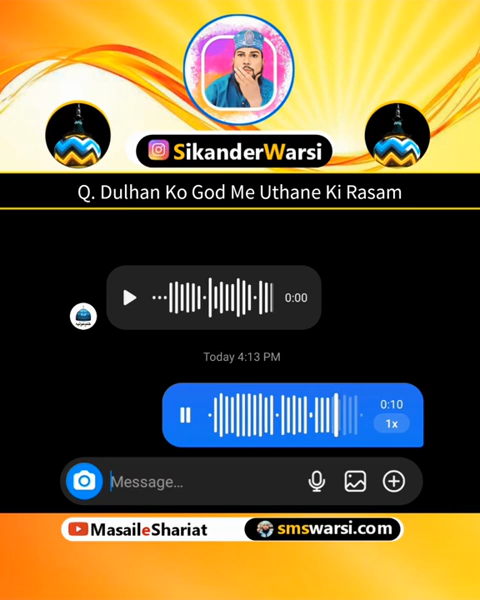 SikanderWarsi
Q. Dulhan Ko God Me Uthane Ki Rasam
0:00
Today 4:13 PM
0:10
1x
Message...
MasaileShariat
smswarsi.com